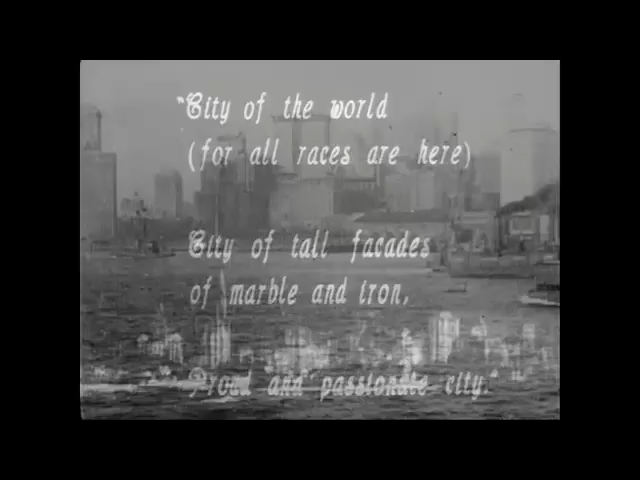 "City of the world
(for all races are here)
City of tall facades
of marble and iron,
Proud and passionate city."